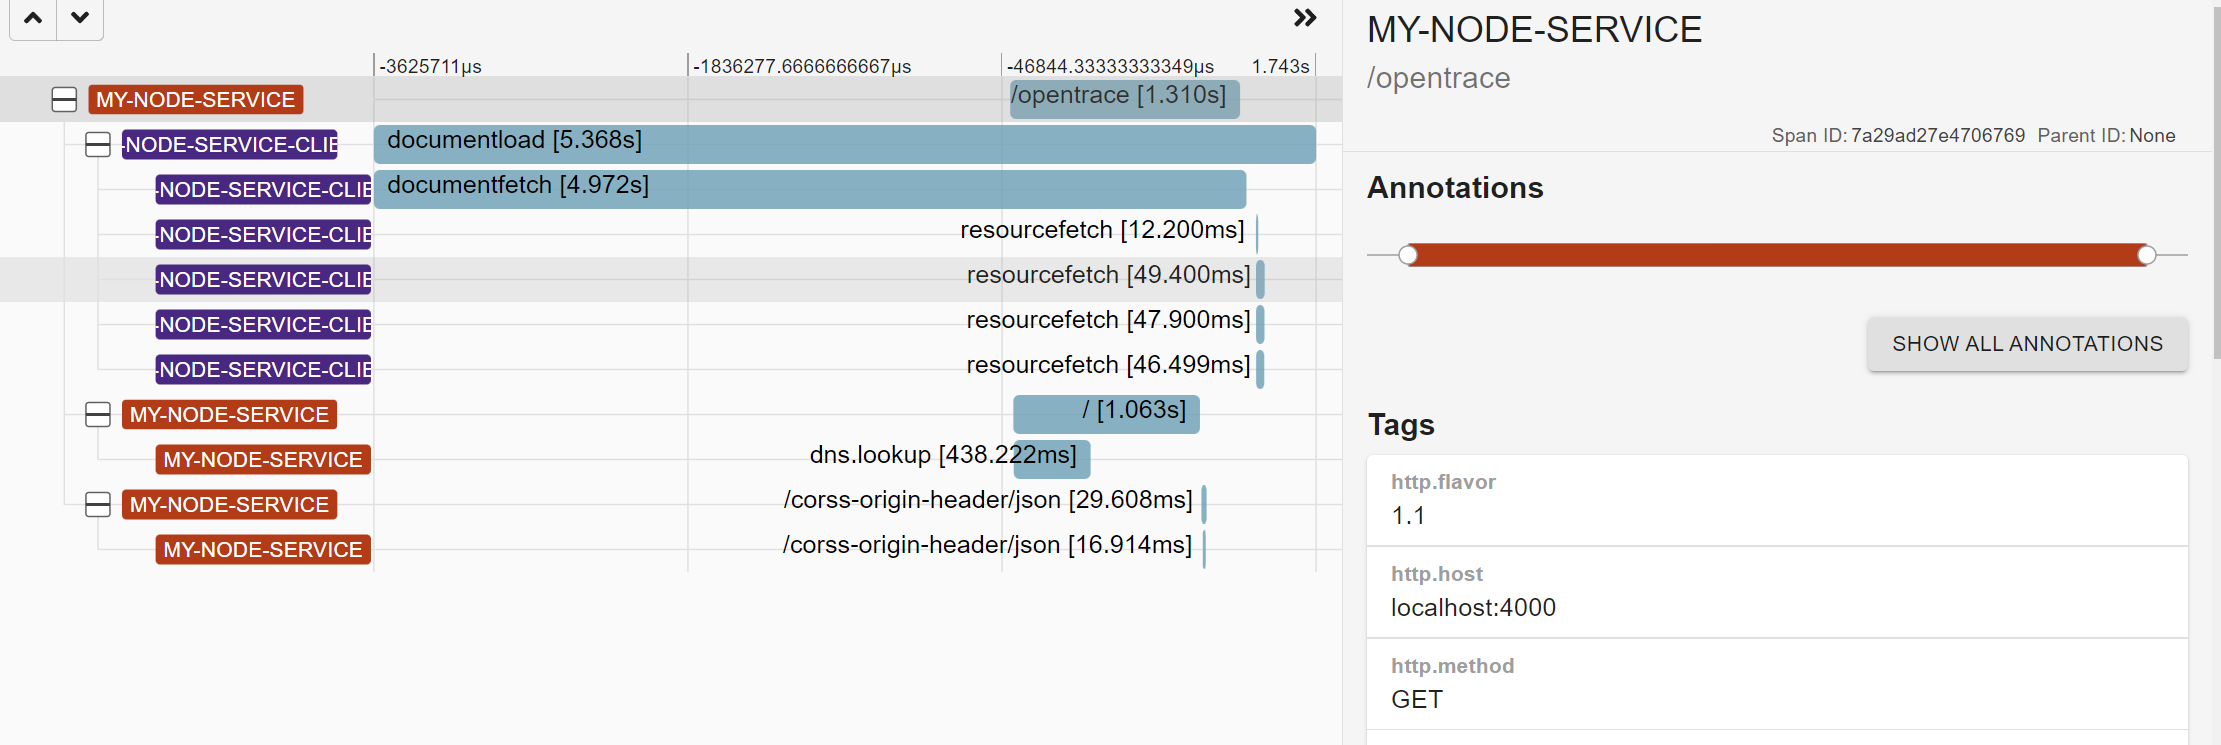 -3625711μs -1836277.6666666667μs -46844.33333333349μs 1.743s
MY-NODE-SERVICE /opentrace [1.310s]
-NODE-SERVICE-CLIE documentload [5.368s]
-NODE-SERVICE-CLIE documentfetch [4.972s]
-NODE-SERVICE-CLIE resourcefetch [12.200ms]
-NODE-SERVICE-CLIE resourcefetch [49.400ms]
-NODE-SERVICE-CLIE resourcefetch [47.900ms]
-NODE-SERVICE-CLIE resourcefetch [46.499ms]
MY-NODE-SERVICE / [1.063s]
MY-NODE-SERVICE dns.lookup [438.222ms]
MY-NODE-SERVICE /corss-origin-header/json [29.608ms]
MY-NODE-SERVICE /corss-origin-header/json [16.914ms]
MY-NODE-SERVICE
/opentrace
Span ID: 7a29ad27e4706769 Parent ID: None
Annotations
SHOW ALL ANNOTATIONS
Tags
http.flavor
1.1
http.host
localhost:4000
http.method
GET